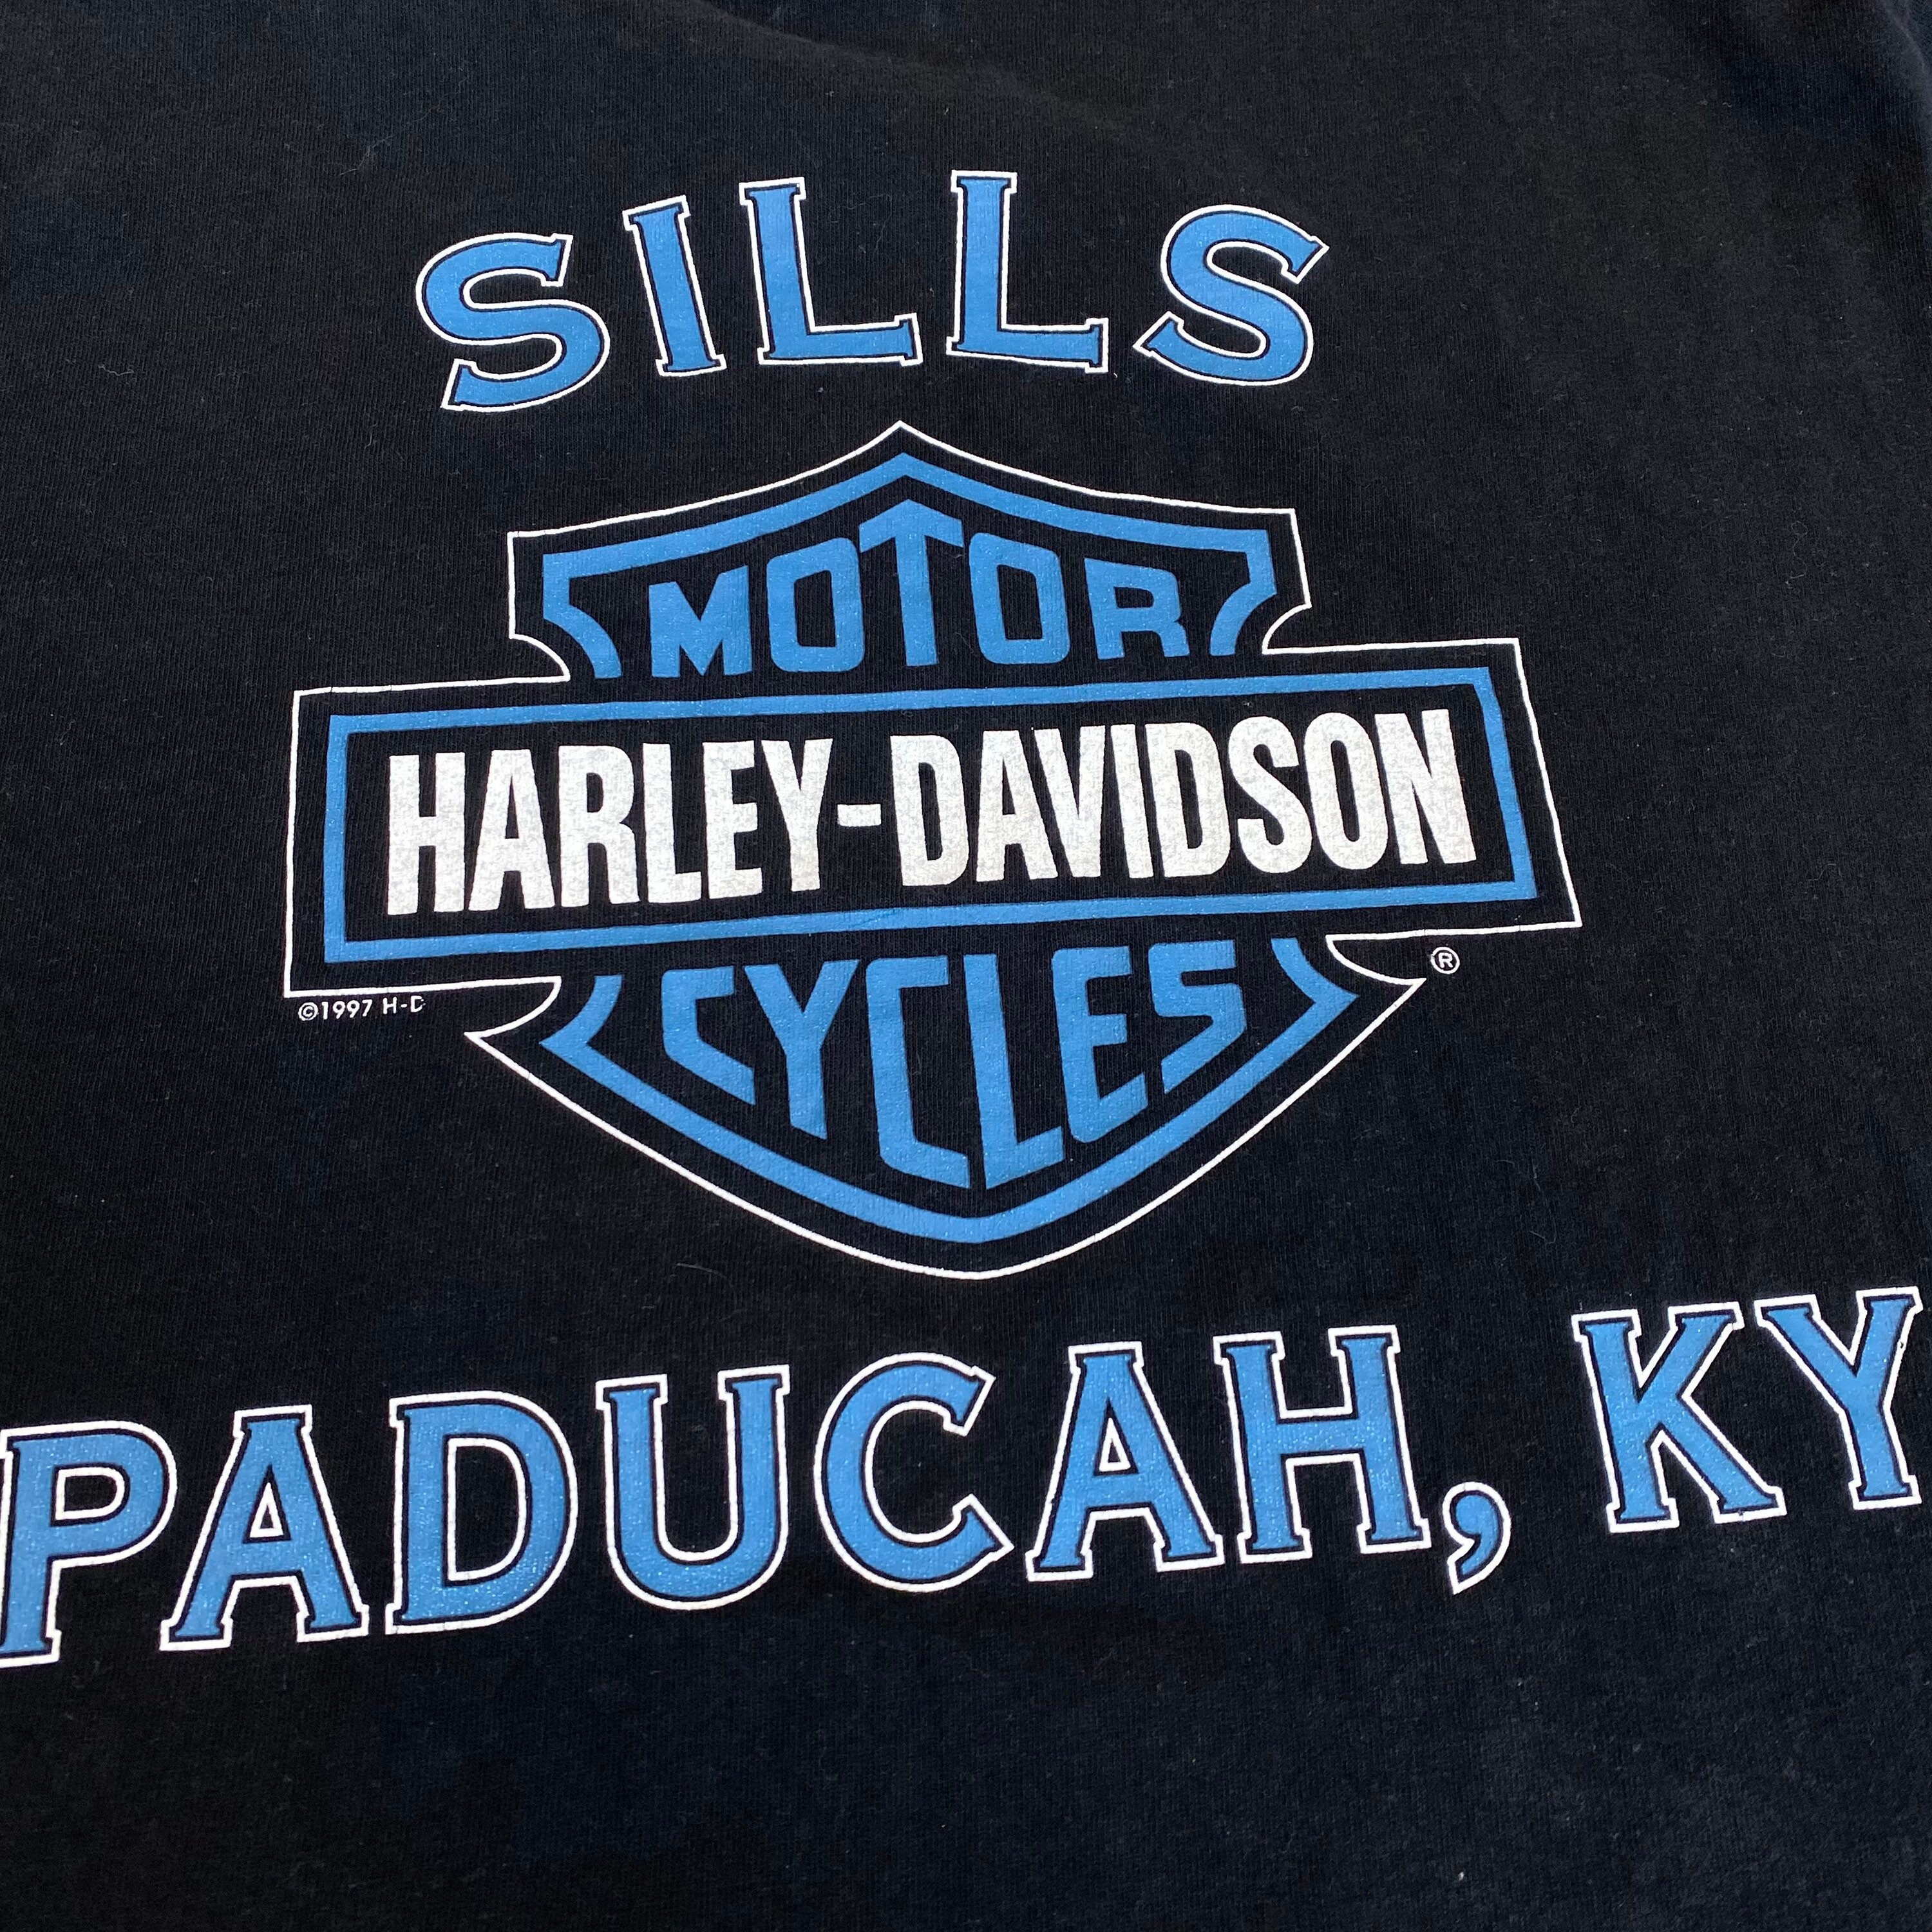 SILLS
MOTOR
HARLEY-DAVIDSON
CYCLES
®
©1997 H-D
PADUCAH, KY